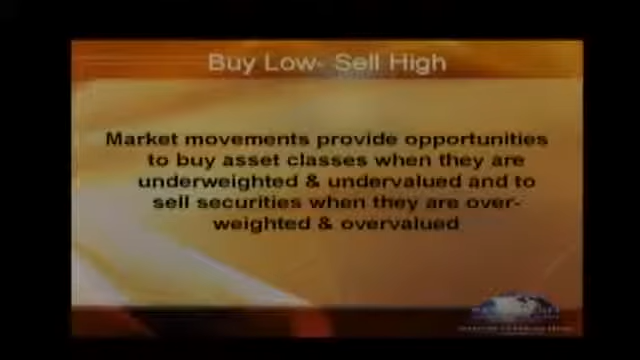 Buy Low- Sell High
Market movements provide opportunities
to buy asset classes when they are
underweighted & undervalued and to
sell securities when they are over-
weighted & overvalued